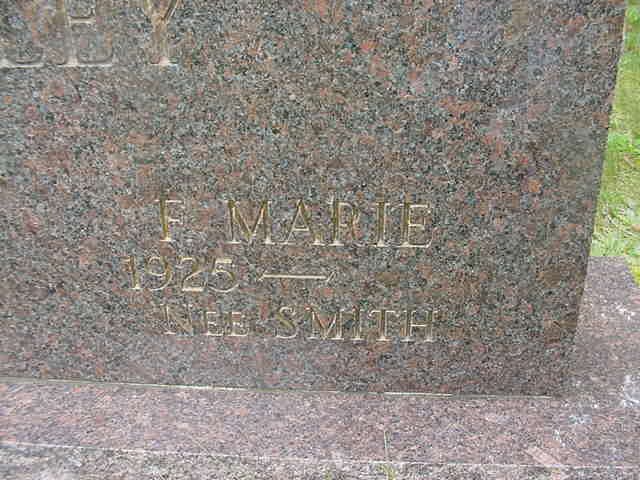 F. MARIE
1925 —
NEE SMITH